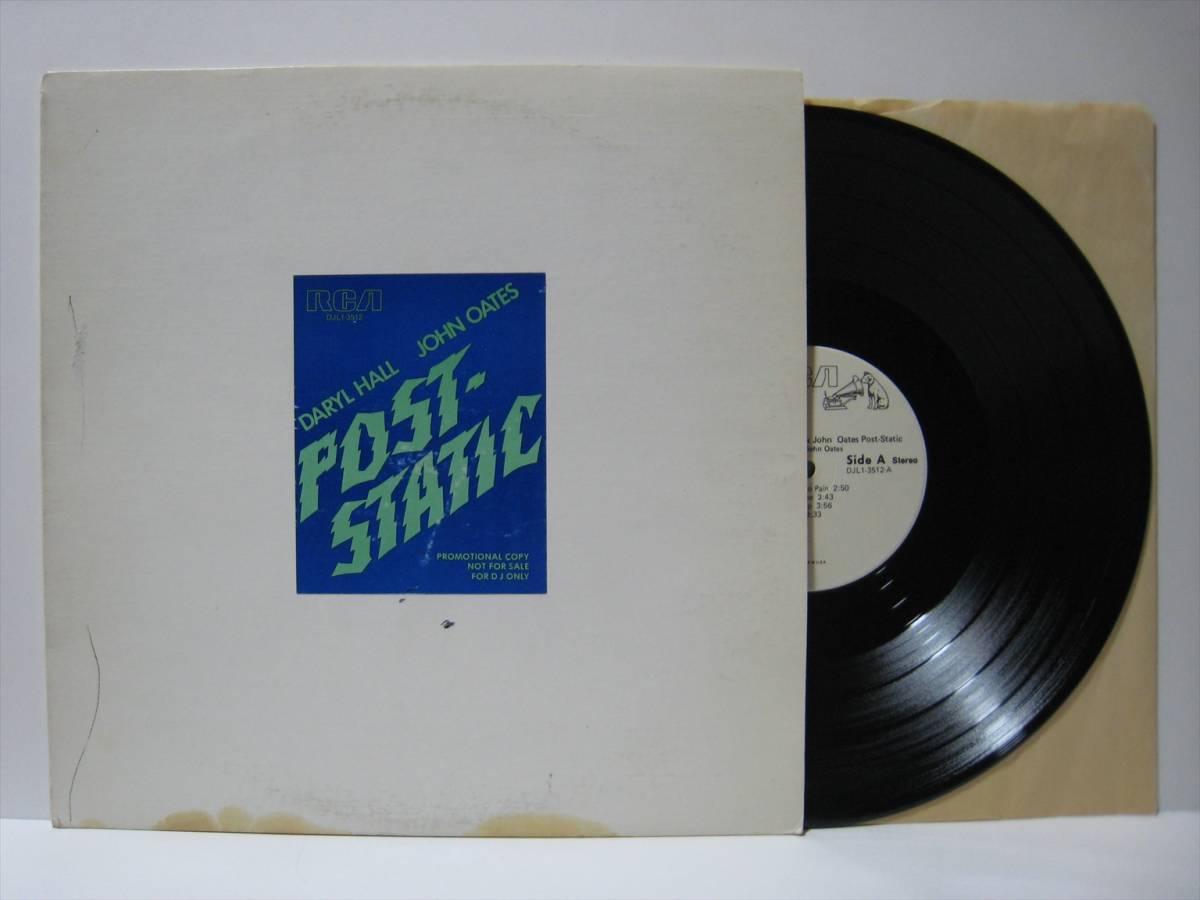 RCA
DJL1-3512
DARYL HALL JOHN OATES
POST-
STATIC
PROMOTIONAL COPY
NOT FOR SALE
FOR D J ONLY
John Oates Post-Static
John Oates
Side A Stereo
DJL1-3512-A
Pain 2:50
3:43
3:56